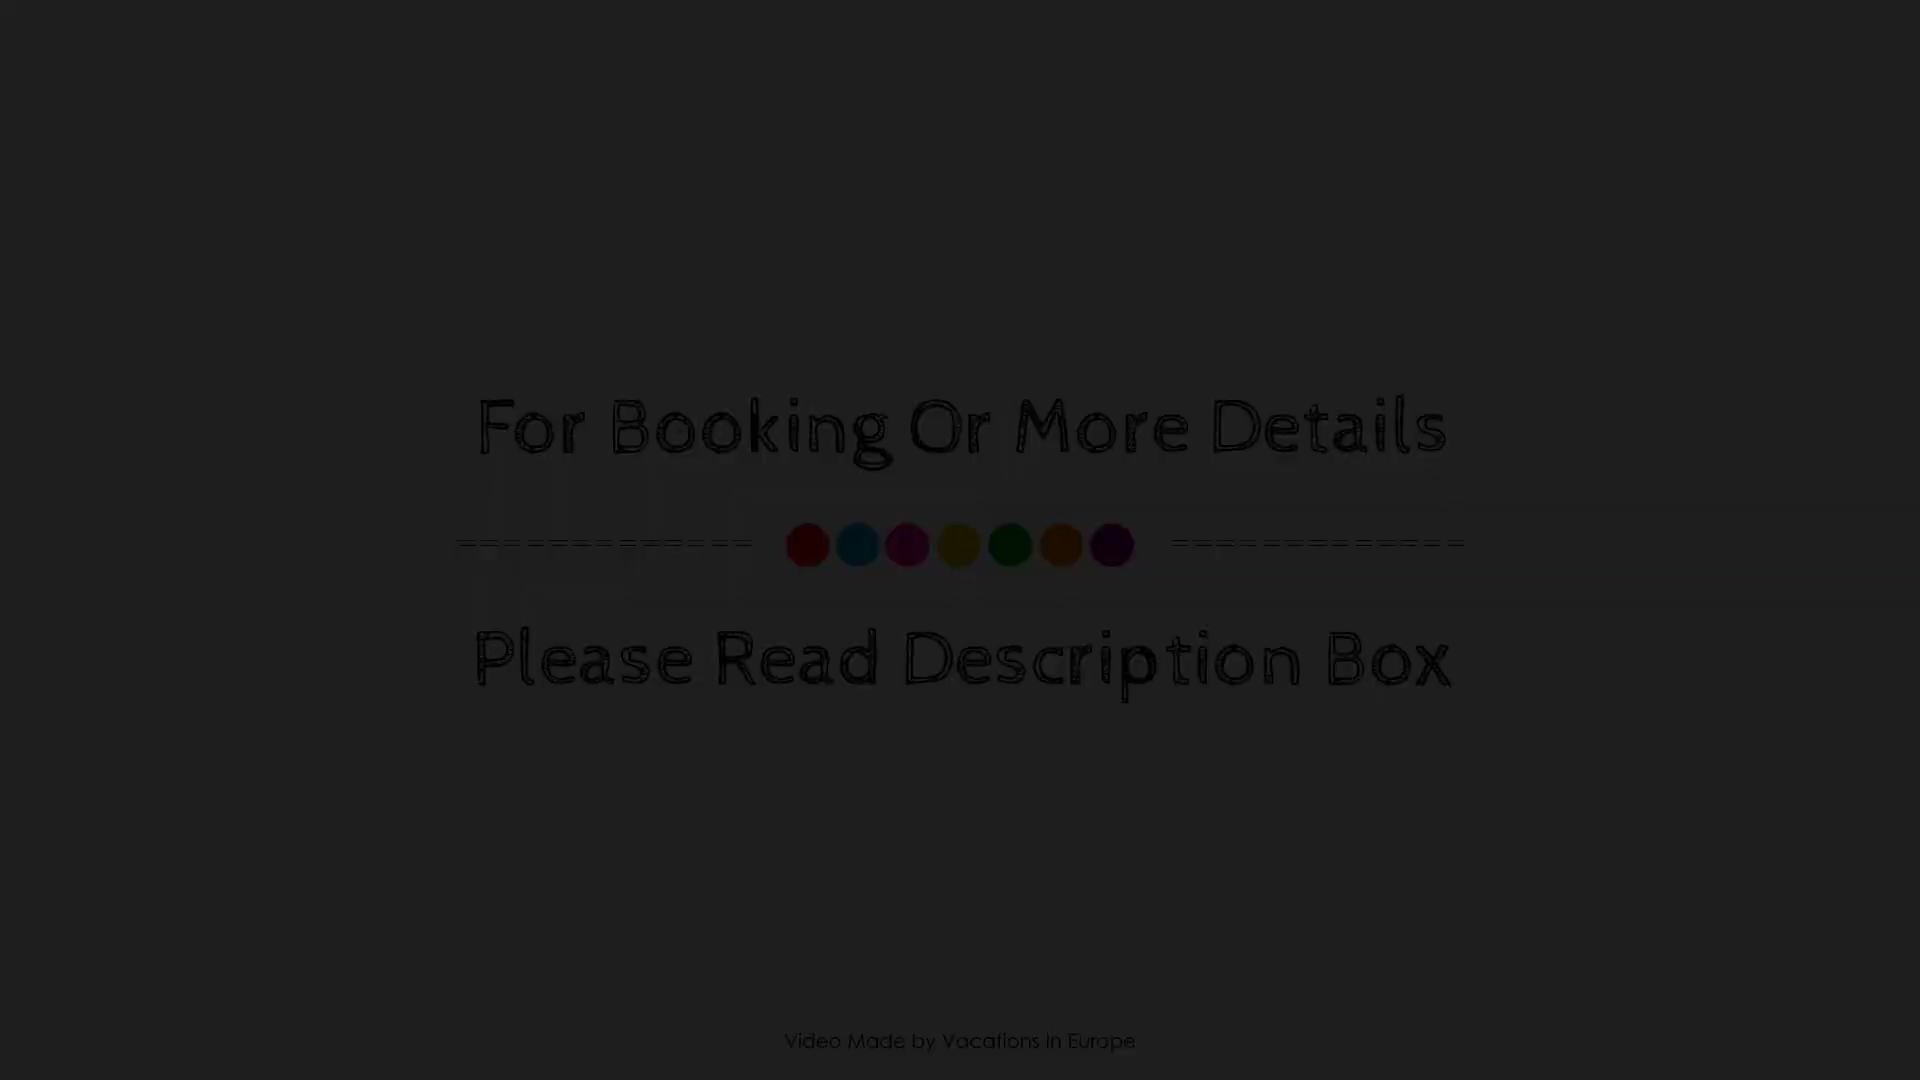 For Booking Or More Details
Please Read Description Box
Video Made by Vacations in Europe